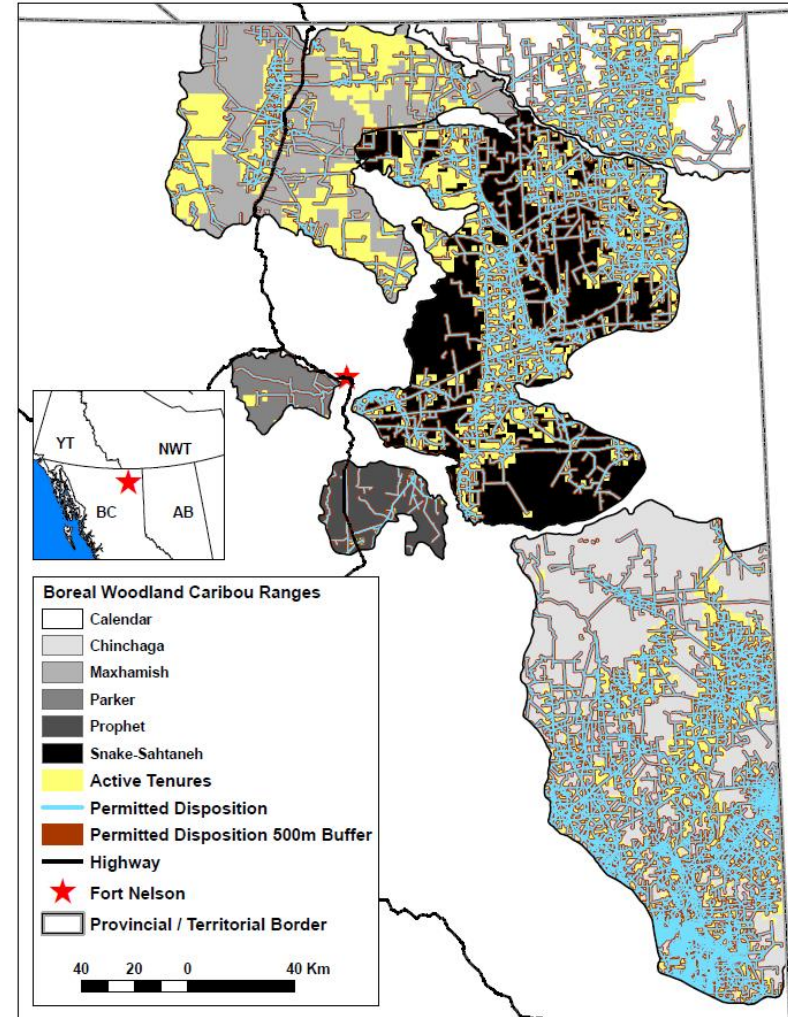 YT
NWT
BC
AB
Boreal Woodland Caribou Ranges
Calendar
Chinchaga
Maxhamish
Parker
Prophet
Snake-Sahtaneh
Active Tenures
Permitted Disposition
Permitted Disposition 500m Buffer
Highway
Fort Nelson
Provincial / Territorial Border
40 20 0 40 Km